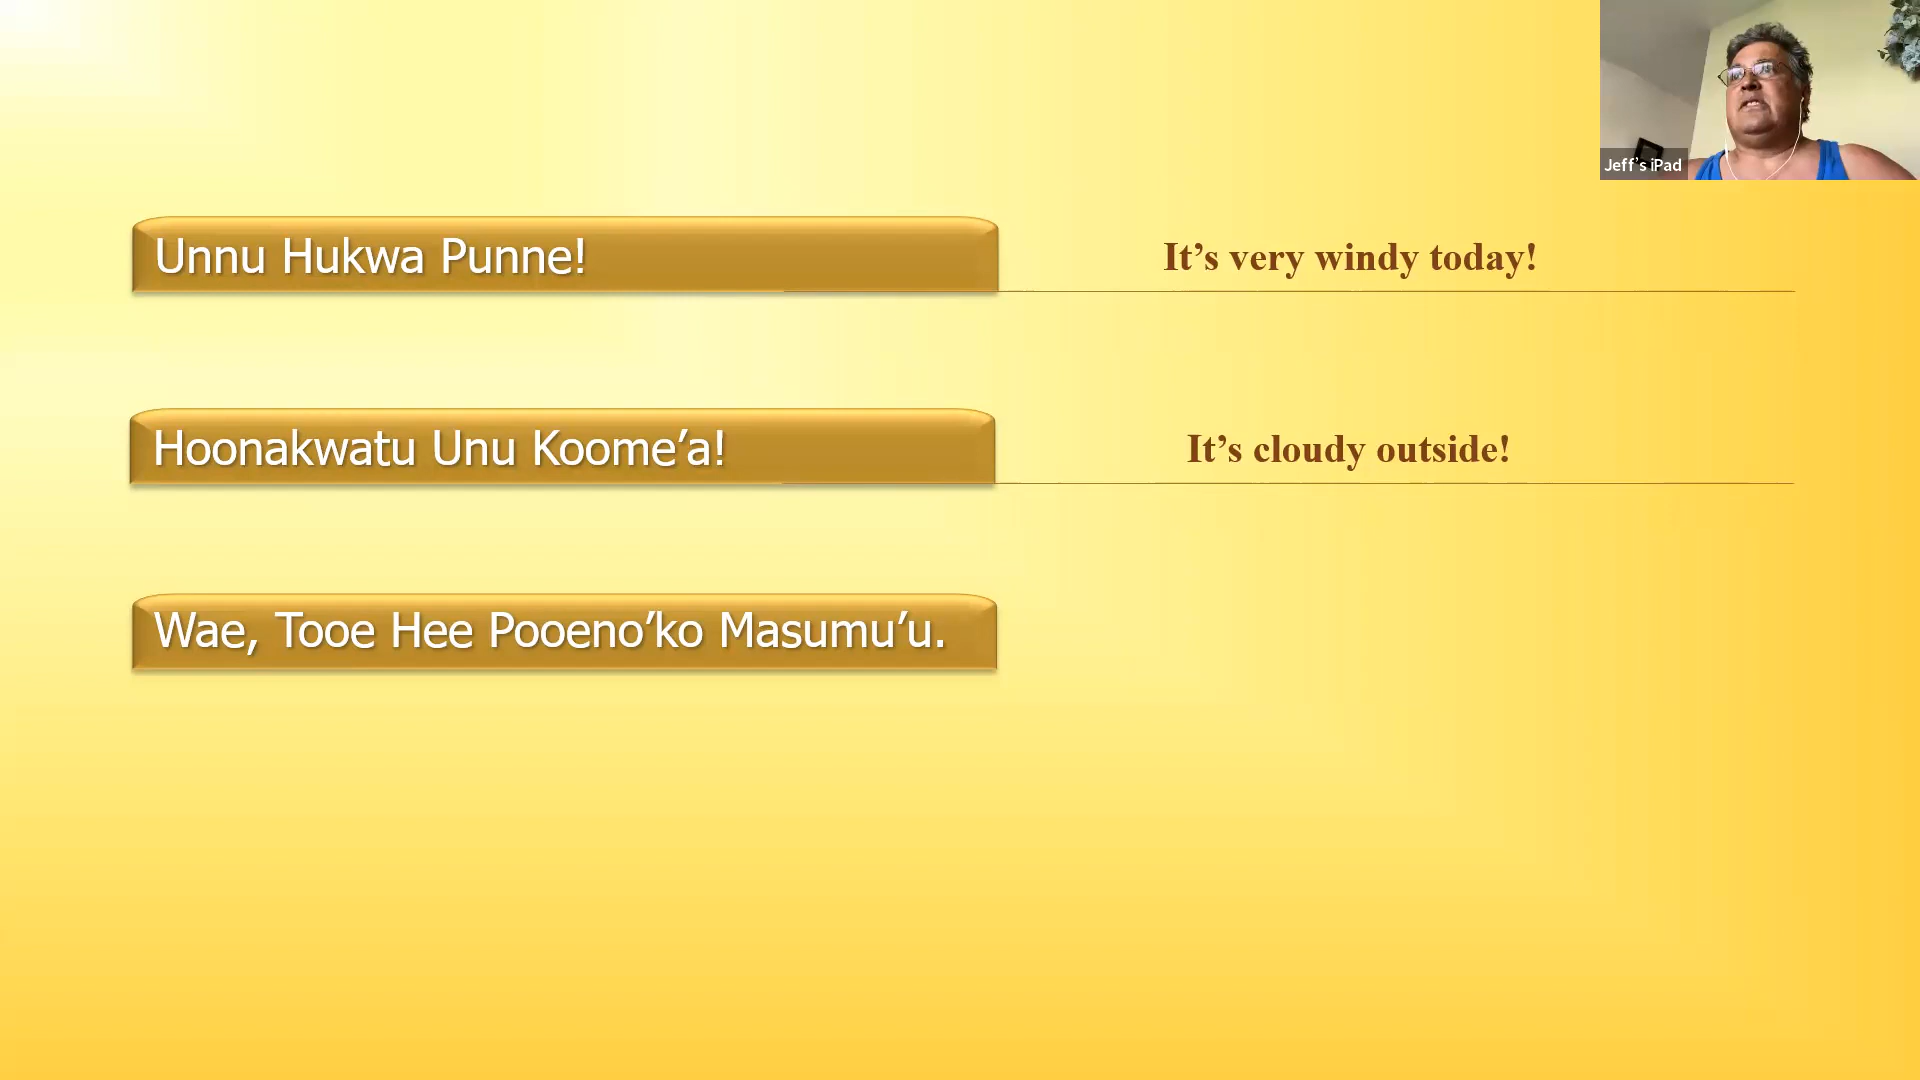 Jeff's iPad
Unnu Hukwa Punne!
It’s very windy today!
Hoonakwatu Unu Koome’a!
It’s cloudy outside!
Wae, Tooe Hee Pooeno’ko Masumu’u.